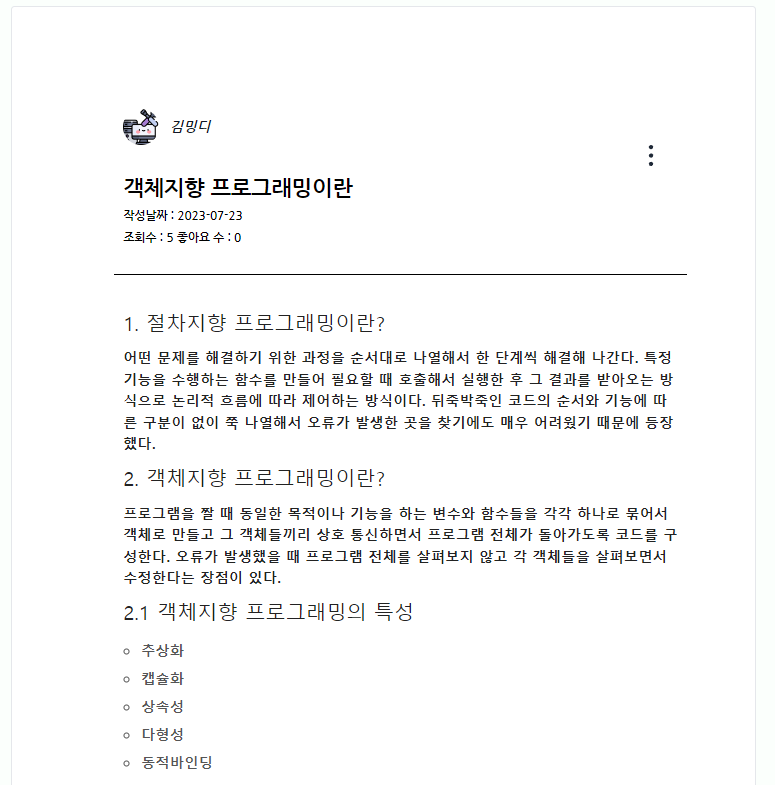 김밍디
객체지향 프로그래밍이란
작성날짜 : 2023-07-23
조회수 : 5 좋아요 수 : 0
1. 절차지향 프로그래밍이란?
어떤 문제를 해결하기 위한 과정을 순서대로 나열해서 한 단계씩 해결해 나간다. 특정
기능을 수행하는 함수를 만들어 필요할 때 호출해서 실행한 후 그 결과를 받아오는 방
식으로 논리적 흐름에 따라 제어하는 방식이다. 뒤죽박죽인 코드의 순서와 기능에 따
른 구분이 없이 쭉 나열해서 오류가 발생한 곳을 찾기에도 매우 어려웠기 때문에 등장
했다.
2. 객체지향 프로그래밍이란?
프로그램을 짤 때 동일한 목적이나 기능을 하는 변수와 함수들을 각각 하나로 묶어서
객체로 만들고 그 객체들끼리 상호 통신하면서 프로그램 전체가 돌아가도록 코드를 구
성한다. 오류가 발생했을 때 프로그램 전체를 살펴보지 않고 각 객체들을 살펴보면서
수정한다는 장점이 있다.
2.1 객체지향 프로그래밍의 특성
추상화
캡슐화
상속성
다형성
동적바인딩